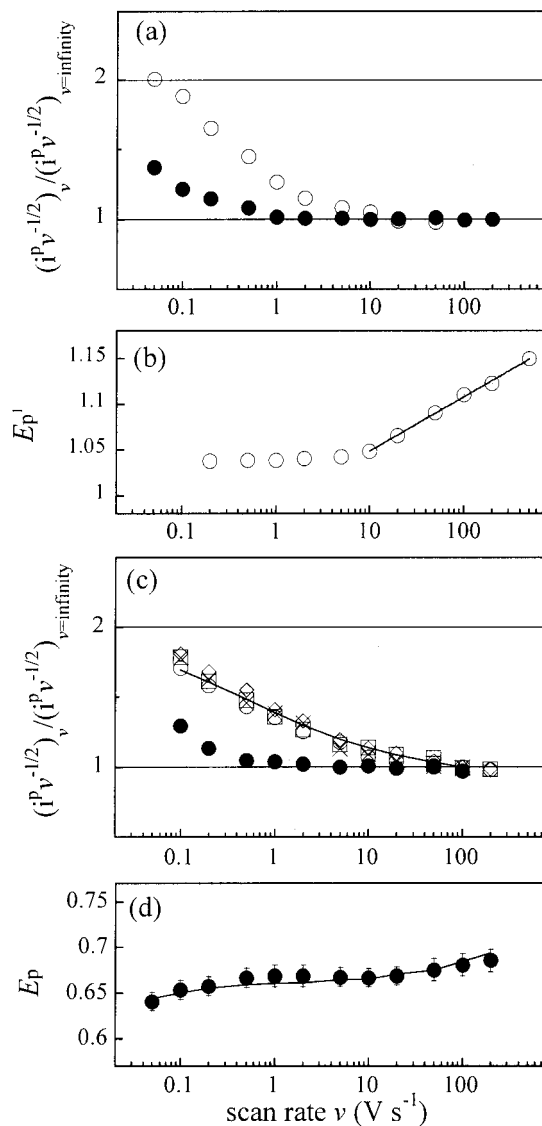 (a)
2
1
(i^p v^-1/2)_v /(i^p v^-1/2)_v=infinity
0.1 1 10 100
(b)
1.15
1.1
1.05
1
E_p^1
0.1 1 10 100
(c)
2
1
(i^p v^-1/2)_v /(i^p v^-1/2)_v=infinity
0.1 1 10 100
(d)
0.75
0.7
0.65
0.6
E_p
0.1 1 10 100
scan rate v (V s^-1)